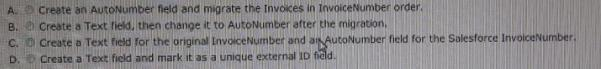 A. Create an AutoNumber field and migrate the Invoices in InvoiceNumber order.
B. Create a Text field, then change it to AutoNumber after the migration.
C. Create a Text field for the original InvoiceNumber and an AutoNumber field for the Salesforce InvoiceNumber.
D. Create a Text field and mark it as a unique external ID field.